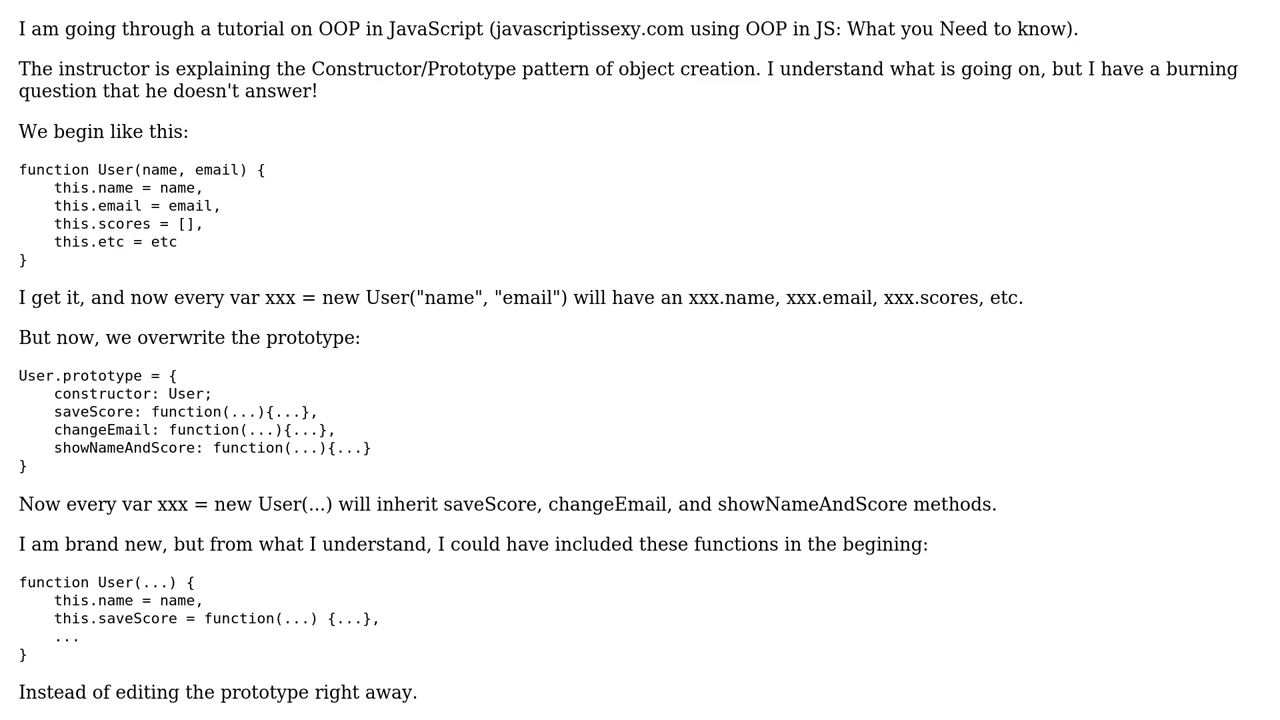 I am going through a tutorial on OOP in JavaScript (javascriptissexy.com using OOP in JS: What you Need to know).
The instructor is explaining the Constructor/Prototype pattern of object creation. I understand what is going on, but I have a burning
question that he doesn't answer!
We begin like this:
function User(name, email) {
    this.name = name,
    this.email = email,
    this.scores = [],
    this.etc = etc
}
I get it, and now every var xxx = new User("name", "email") will have an xxx.name, xxx.email, xxx.scores, etc.
But now, we overwrite the prototype:
User.prototype = {
    constructor: User;
    saveScore: function(...){...},
    changeEmail: function(...){...},
    showNameAndScore: function(...){...}
}
Now every var xxx = new User(...) will inherit saveScore, changeEmail, and showNameAndScore methods.
I am brand new, but from what I understand, I could have included these functions in the begining:
function User(...) {
    this.name = name,
    this.saveScore = function(...) {...},
    ...
}
Instead of editing the prototype right away.